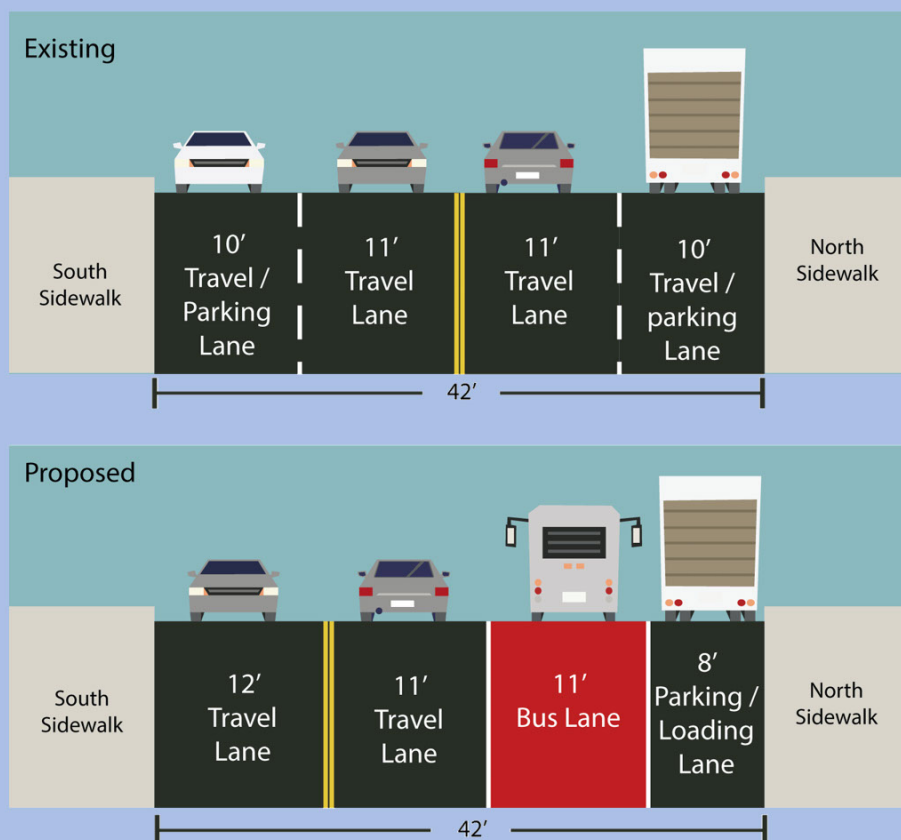 Existing
South
Sidewalk
10'
Travel /
Parking
Lane
11'
Travel
Lane
11'
Travel
Lane
10'
Travel /
parking
Lane
North
Sidewalk
42'
Proposed
South
Sidewalk
12'
Travel
Lane
11'
Travel
Lane
11'
Bus Lane
8'
Parking /
Loading
Lane
North
Sidewalk
42'